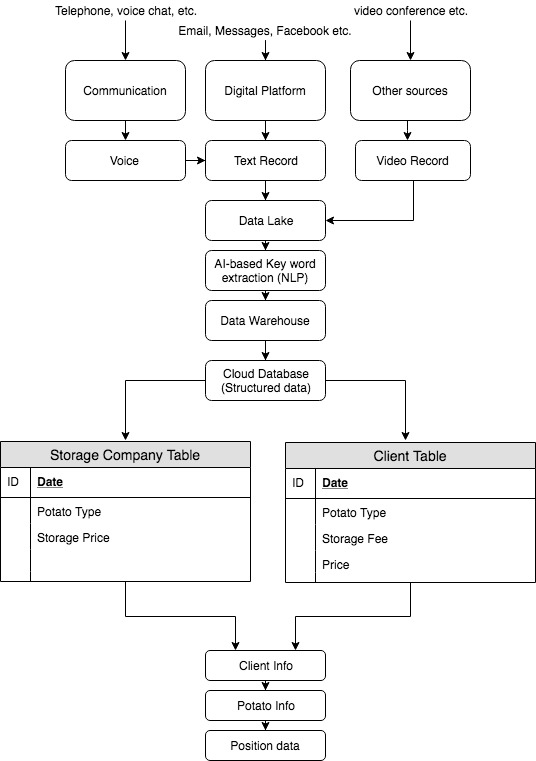 Telephone, voice chat, etc.
Email, Messages, Facebook etc.
video conference etc.
Communication
Digital Platform
Other sources
Voice
Text Record
Video Record
Data Lake
AI-based Key word
extraction (NLP)
Data Warehouse
Cloud Database
(Structured data)
Storage Company Table
ID
Date
Potato Type
Storage Price
Client Table
ID
Date
Potato Type
Storage Fee
Price
Client Info
Potato Info
Position data